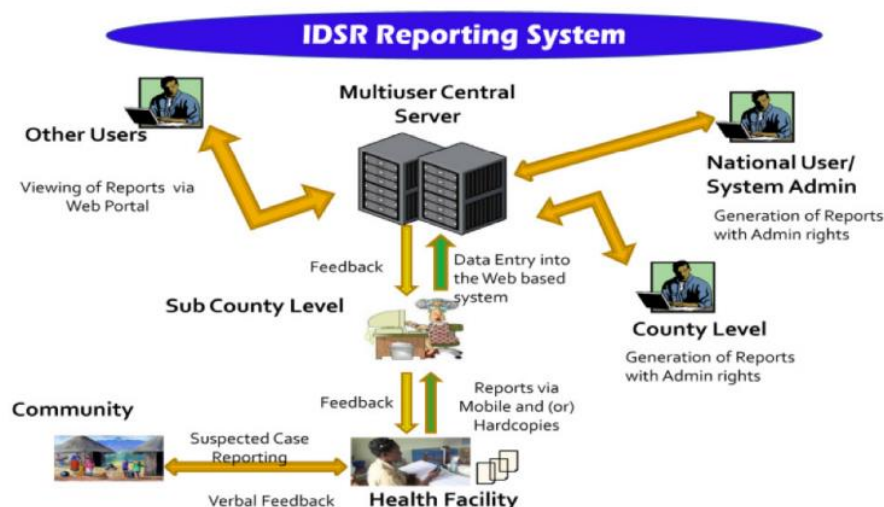 IDSR Reporting System
Multiuser Central
Server
Other Users
Viewing of Reports via
Web Portal
National User/
System Admin
Generation of Reports
with Admin rights
Feedback
Data Entry into
the Web based
system
Sub County Level
County Level
Generation of Reports
with Admin rights
Feedback
Reports via
Mobile and (or)
Hardcopies
Community
Suspected Case
Reporting
Verbal Feedback
Health Facility